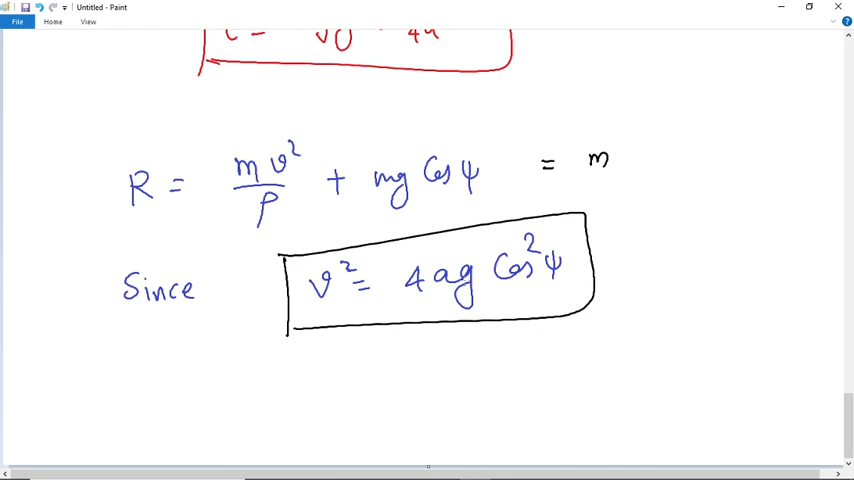 Untitled - Paint
File Home View
R = mv²/ρ + mg Cos ψ = m
Since v² = 4ag Cos²ψ